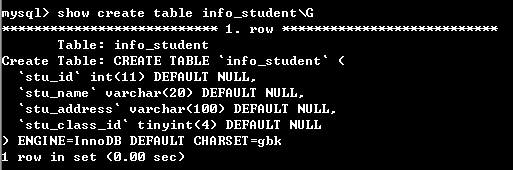 mysql> show create table info_student\G
*************************** 1. row ***************************
Table: info_student
Create Table: CREATE TABLE `info_student` (
`stu_id` int(11) DEFAULT NULL,
`stu_name` varchar(20) DEFAULT NULL,
`stu_address` varchar(100) DEFAULT NULL,
`stu_class_id` tinyint(4) DEFAULT NULL
) ENGINE=InnoDB DEFAULT CHARSET=gbk
1 row in set (0.00 sec)